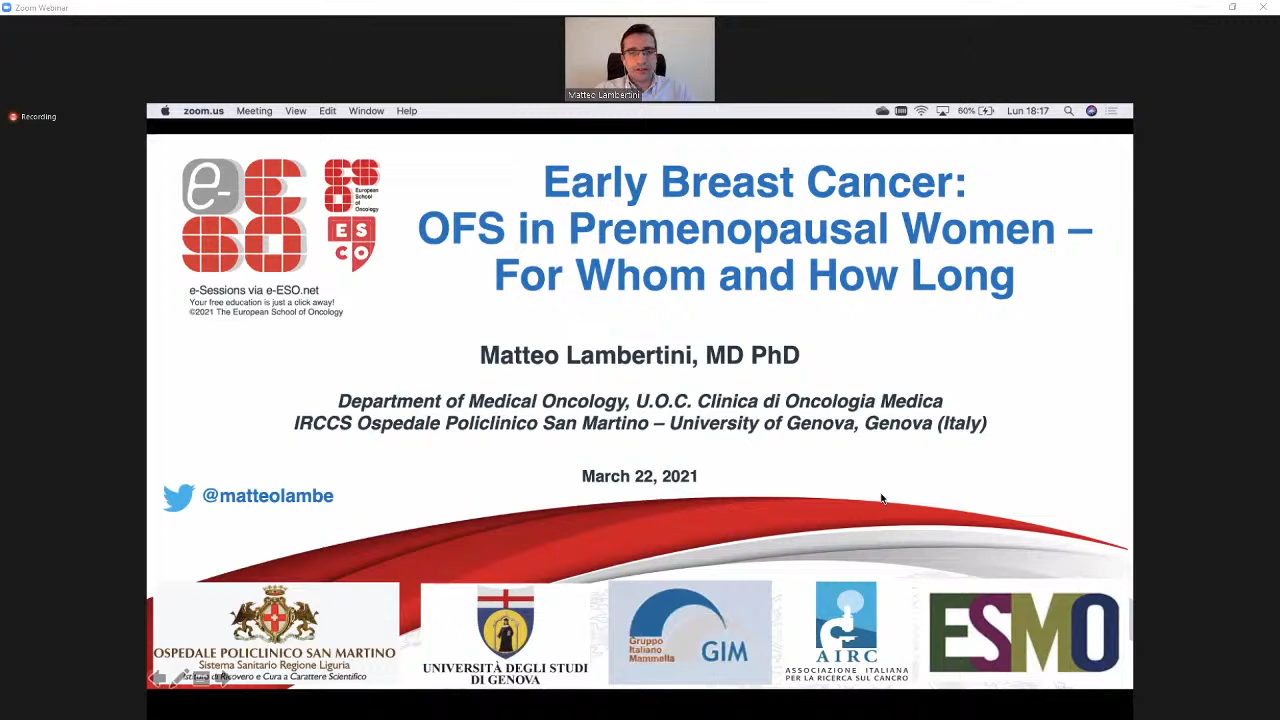 Zoom Webinar
Matteo Lambertini
Recording
zoom.us Meeting View Edit Window Help 60% Lun 18:17
e-ESO
ESO European School of Oncology
ESCO
e-Sessions via e-ESO.net
Your free education is just a click away!
©2021 The European School of Oncology
Early Breast Cancer:
OFS in Premenopausal Women –
For Whom and How Long
Matteo Lambertini, MD PhD
Department of Medical Oncology, U.O.C. Clinica di Oncologia Medica
IRCCS Ospedale Policlinico San Martino – University of Genova, Genova (Italy)
March 22, 2021
@matteolambe
OSPEDALE POLICLINICO SAN MARTINO
Sistema Sanitario Regione Liguria
Istituto di Ricovero e Cura a Carattere Scientifico
UNIVERSITÀ DEGLI STUDI
DI GENOVA
Gruppo
Italiano
Mammella
GIM
AIRC
ASSOCIAZIONE ITALIANA
PER LA RICERCA SUL CANCRO
ESMO